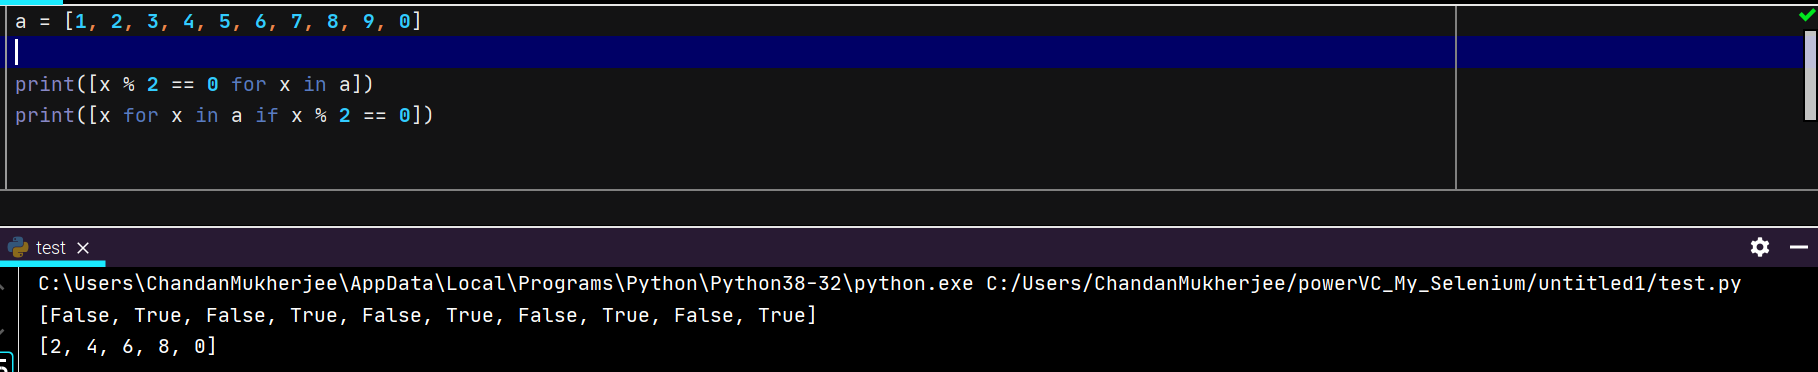 a = [1, 2, 3, 4, 5, 6, 7, 8, 9, 0]
print([x % 2 == 0 for x in a])
print([x for x in a if x % 2 == 0])
test
C:\Users\ChandanMukherjee\AppData\Local\Programs\Python\Python38-32\python.exe C:/Users/ChandanMukherjee/powerVC_My_Selenium/untitled1/test.py
[False, True, False, True, False, True, False, True, False, True]
[2, 4, 6, 8, 0]